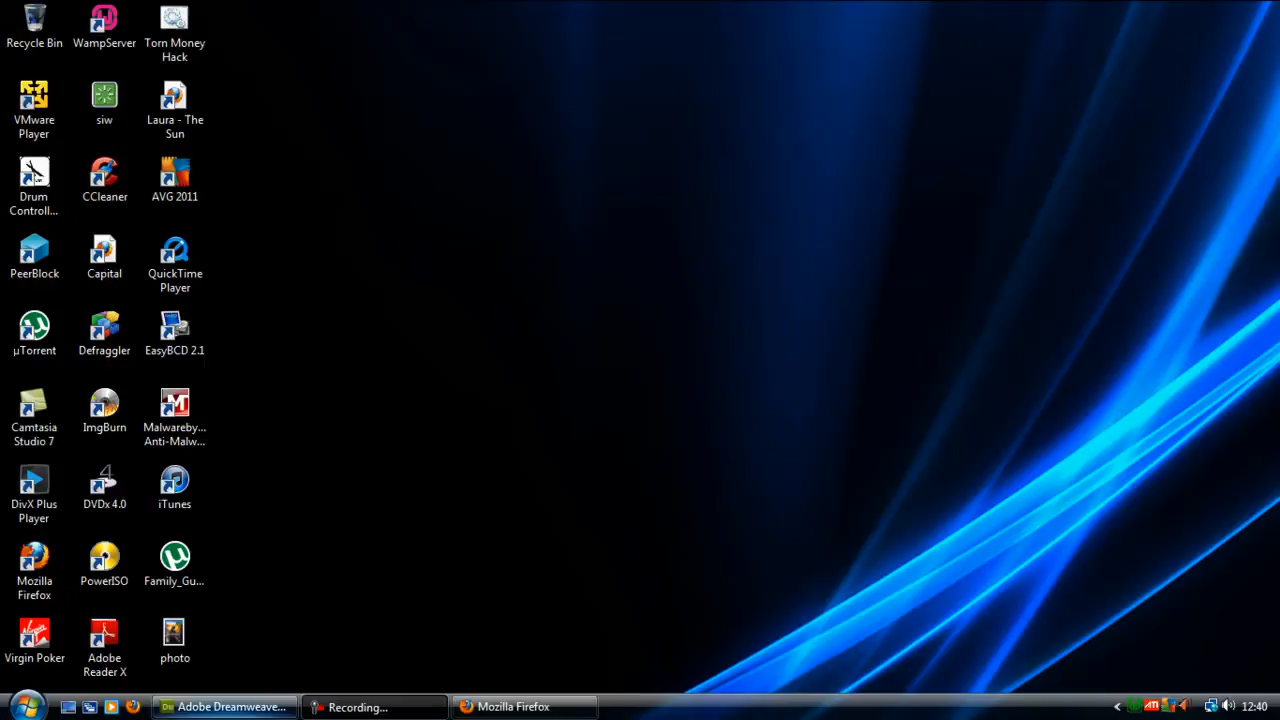 Recycle Bin
WampServer
Torn Money
Hack
VMware
Player
siw
Laura - The
Sun
Drum
Controll...
CCleaner
AVG 2011
PeerBlock
Capital
QuickTime
Player
µTorrent
Defraggler
EasyBCD 2.1
Camtasia
Studio 7
ImgBurn
Malwareby...
Anti-Malw...
DivX Plus
Player
DVDx 4.0
iTunes
Mozilla
Firefox
PowerISO
Family_Gu...
Virgin Poker
Adobe
Reader X
photo
Adobe Dreamweave...
Recording...
Mozilla Firefox
12:40